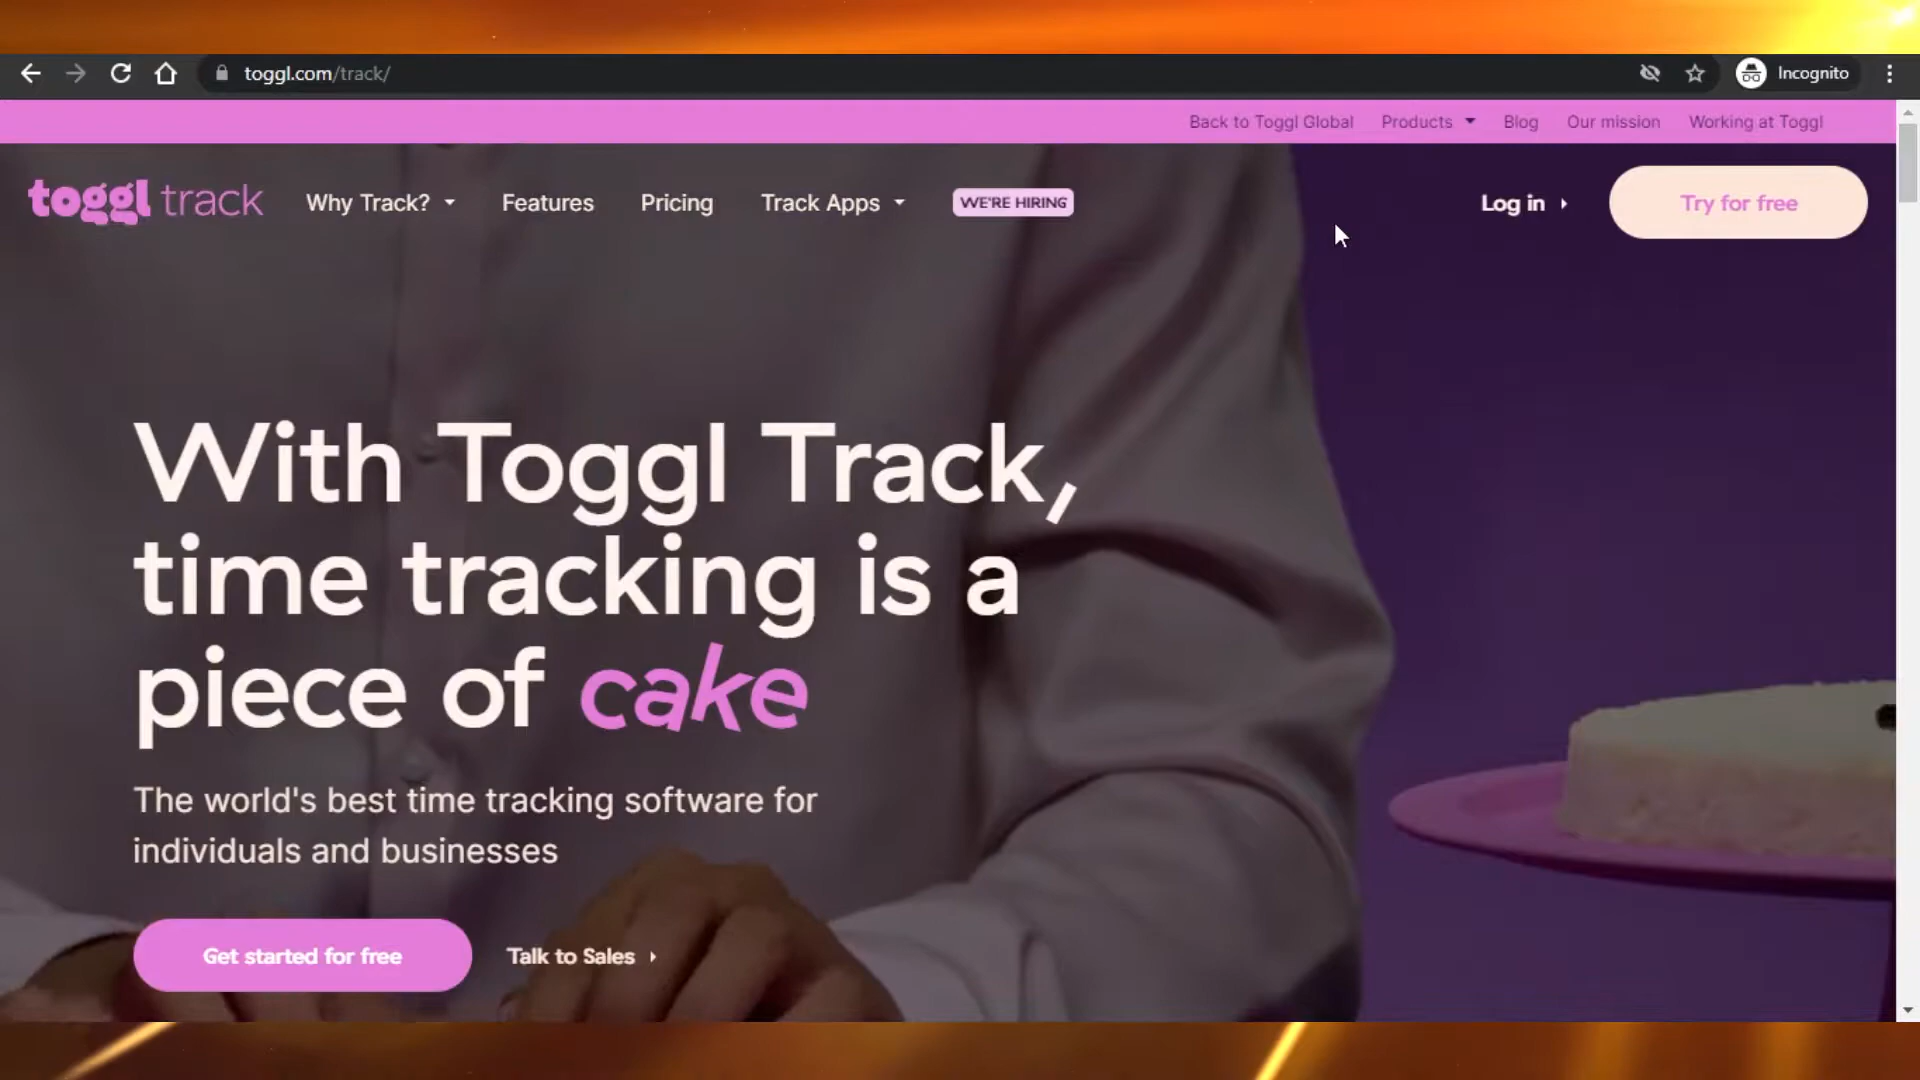 toggl.com/track/
Incognito
Back to Toggl Global Products Blog Our mission Working at Toggl
toggl track Why Track? Features Pricing Track Apps WE'RE HIRING Log in Try for free
With Toggl Track,
time tracking is a
piece of cake
The world's best time tracking software for
individuals and businesses
Get started for free Talk to Sales